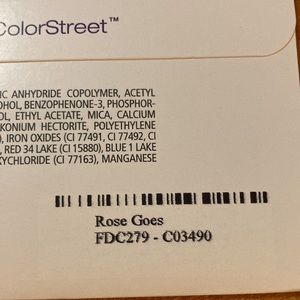 ColorStreet™
IC ANHYDRIDE COPOLYMER, ACETYL
OHOL, BENZOPHENONE-3, PHOSPHOR-
OL, ETHYL ACETATE, MICA, CALCIUM
KONIUM HECTORITE, POLYETHYLENE
), IRON OXIDES (CI 77491, CI 77492, CI
, RED 34 LAKE (CI 15880), BLUE 1 LAKE
XYCHLORIDE (CI 77163), MANGANESE
Rose Goes
FDC279 - C03490